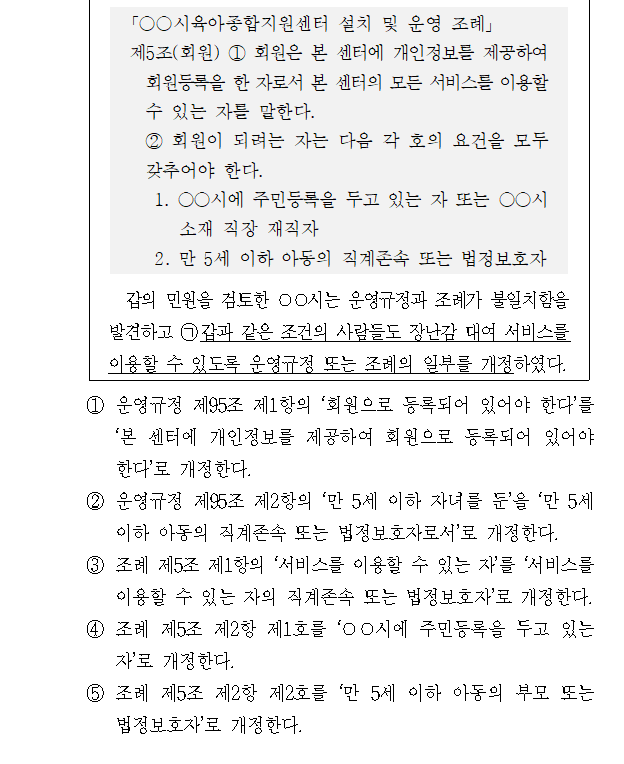 「○○시육아종합지원센터 설치 및 운영 조례」
제5조(회원) ① 회원은 본 센터에 개인정보를 제공하여
회원등록을 한 자로서 본 센터의 모든 서비스를 이용할
수 있는 자를 말한다.
② 회원이 되려는 자는 다음 각 호의 요건을 모두
갖추어야 한다.
1. ○○시에 주민등록을 두고 있는 자 또는 ○○시
소재 직장 재직자
2. 만 5세 이하 아동의 직계존속 또는 법정보호자
갑의 민원을 검토한 ○○시는 운영규정과 조례가 불일치함을
발견하고 ㉠갑과 같은 조건의 사람들도 장난감 대여 서비스를
이용할 수 있도록 운영규정 또는 조례의 일부를 개정하였다.
① 운영규정 제95조 제1항의 ‘회원으로 등록되어 있어야 한다’를
‘본 센터에 개인정보를 제공하여 회원으로 등록되어 있어야
한다’로 개정한다.
② 운영규정 제95조 제2항의 ‘만 5세 이하 자녀를 둔’을 ‘만 5세
이하 아동의 직계존속 또는 법정보호자로서’로 개정한다.
③ 조례 제5조 제1항의 ‘서비스를 이용할 수 있는 자’를 ‘서비스를
이용할 수 있는 자의 직계존속 또는 법정보호자’로 개정한다.
④ 조례 제5조 제2항 제1호를 ‘○○시에 주민등록을 두고 있는
자’로 개정한다.
⑤ 조례 제5조 제2항 제2호를 ‘만 5세 이하 아동의 부모 또는
법정보호자’로 개정한다.